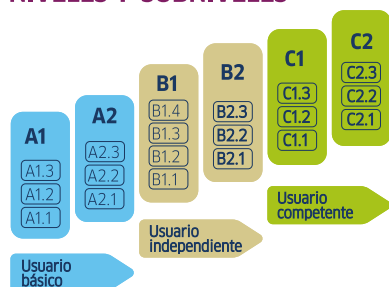 NIVELES Y SUBNIVELES
A1
A1.3
A1.2
A1.1
A2
A2.3
A2.2
A2.1
B1
B1.4
B1.3
B1.2
B1.1
B2
B2.3
B2.2
B2.1
C1
C1.3
C1.2
C1.1
C2
C2.3
C2.2
C2.1
Usuario
básico
Usuario
independiente
Usuario
competente